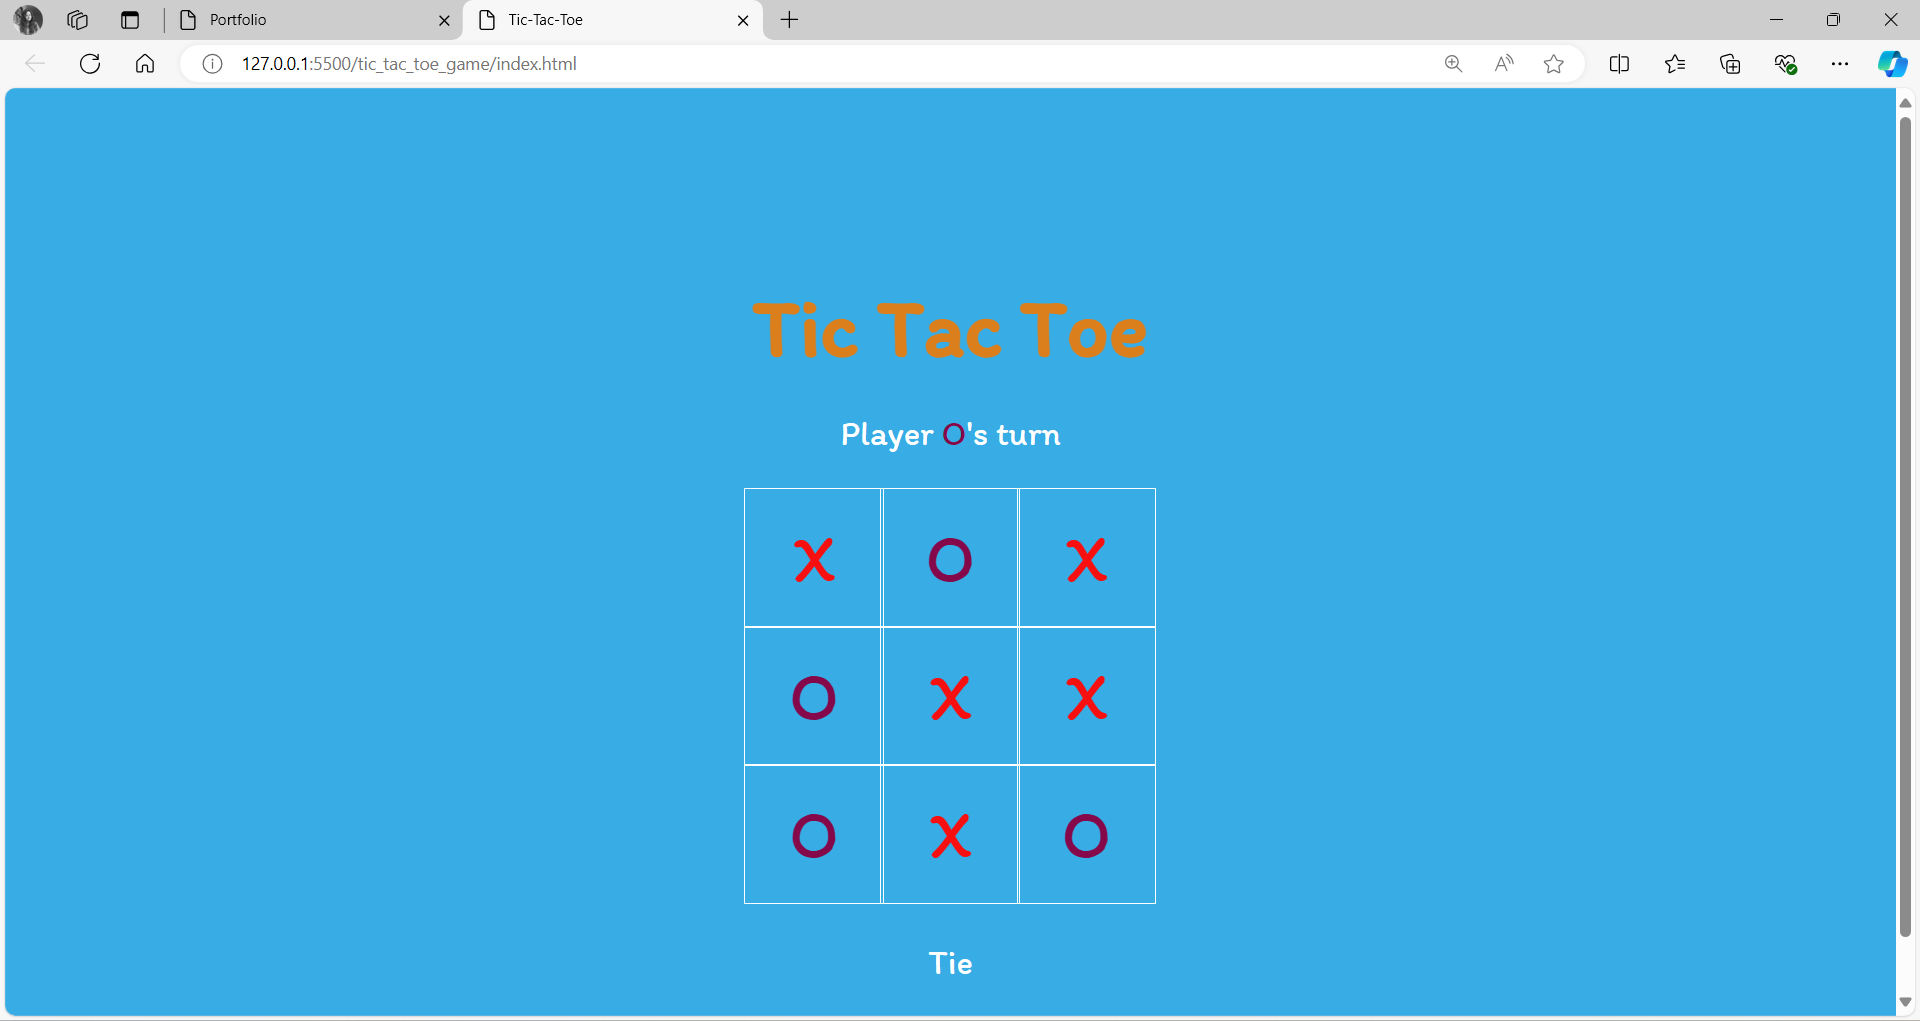 Portfolio
Tic-Tac-Toe
127.0.0.1:5500/tic_tac_toe_game/index.html
Tic Tac Toe
Player O's turn
X O X
O X X
O X O
Tie